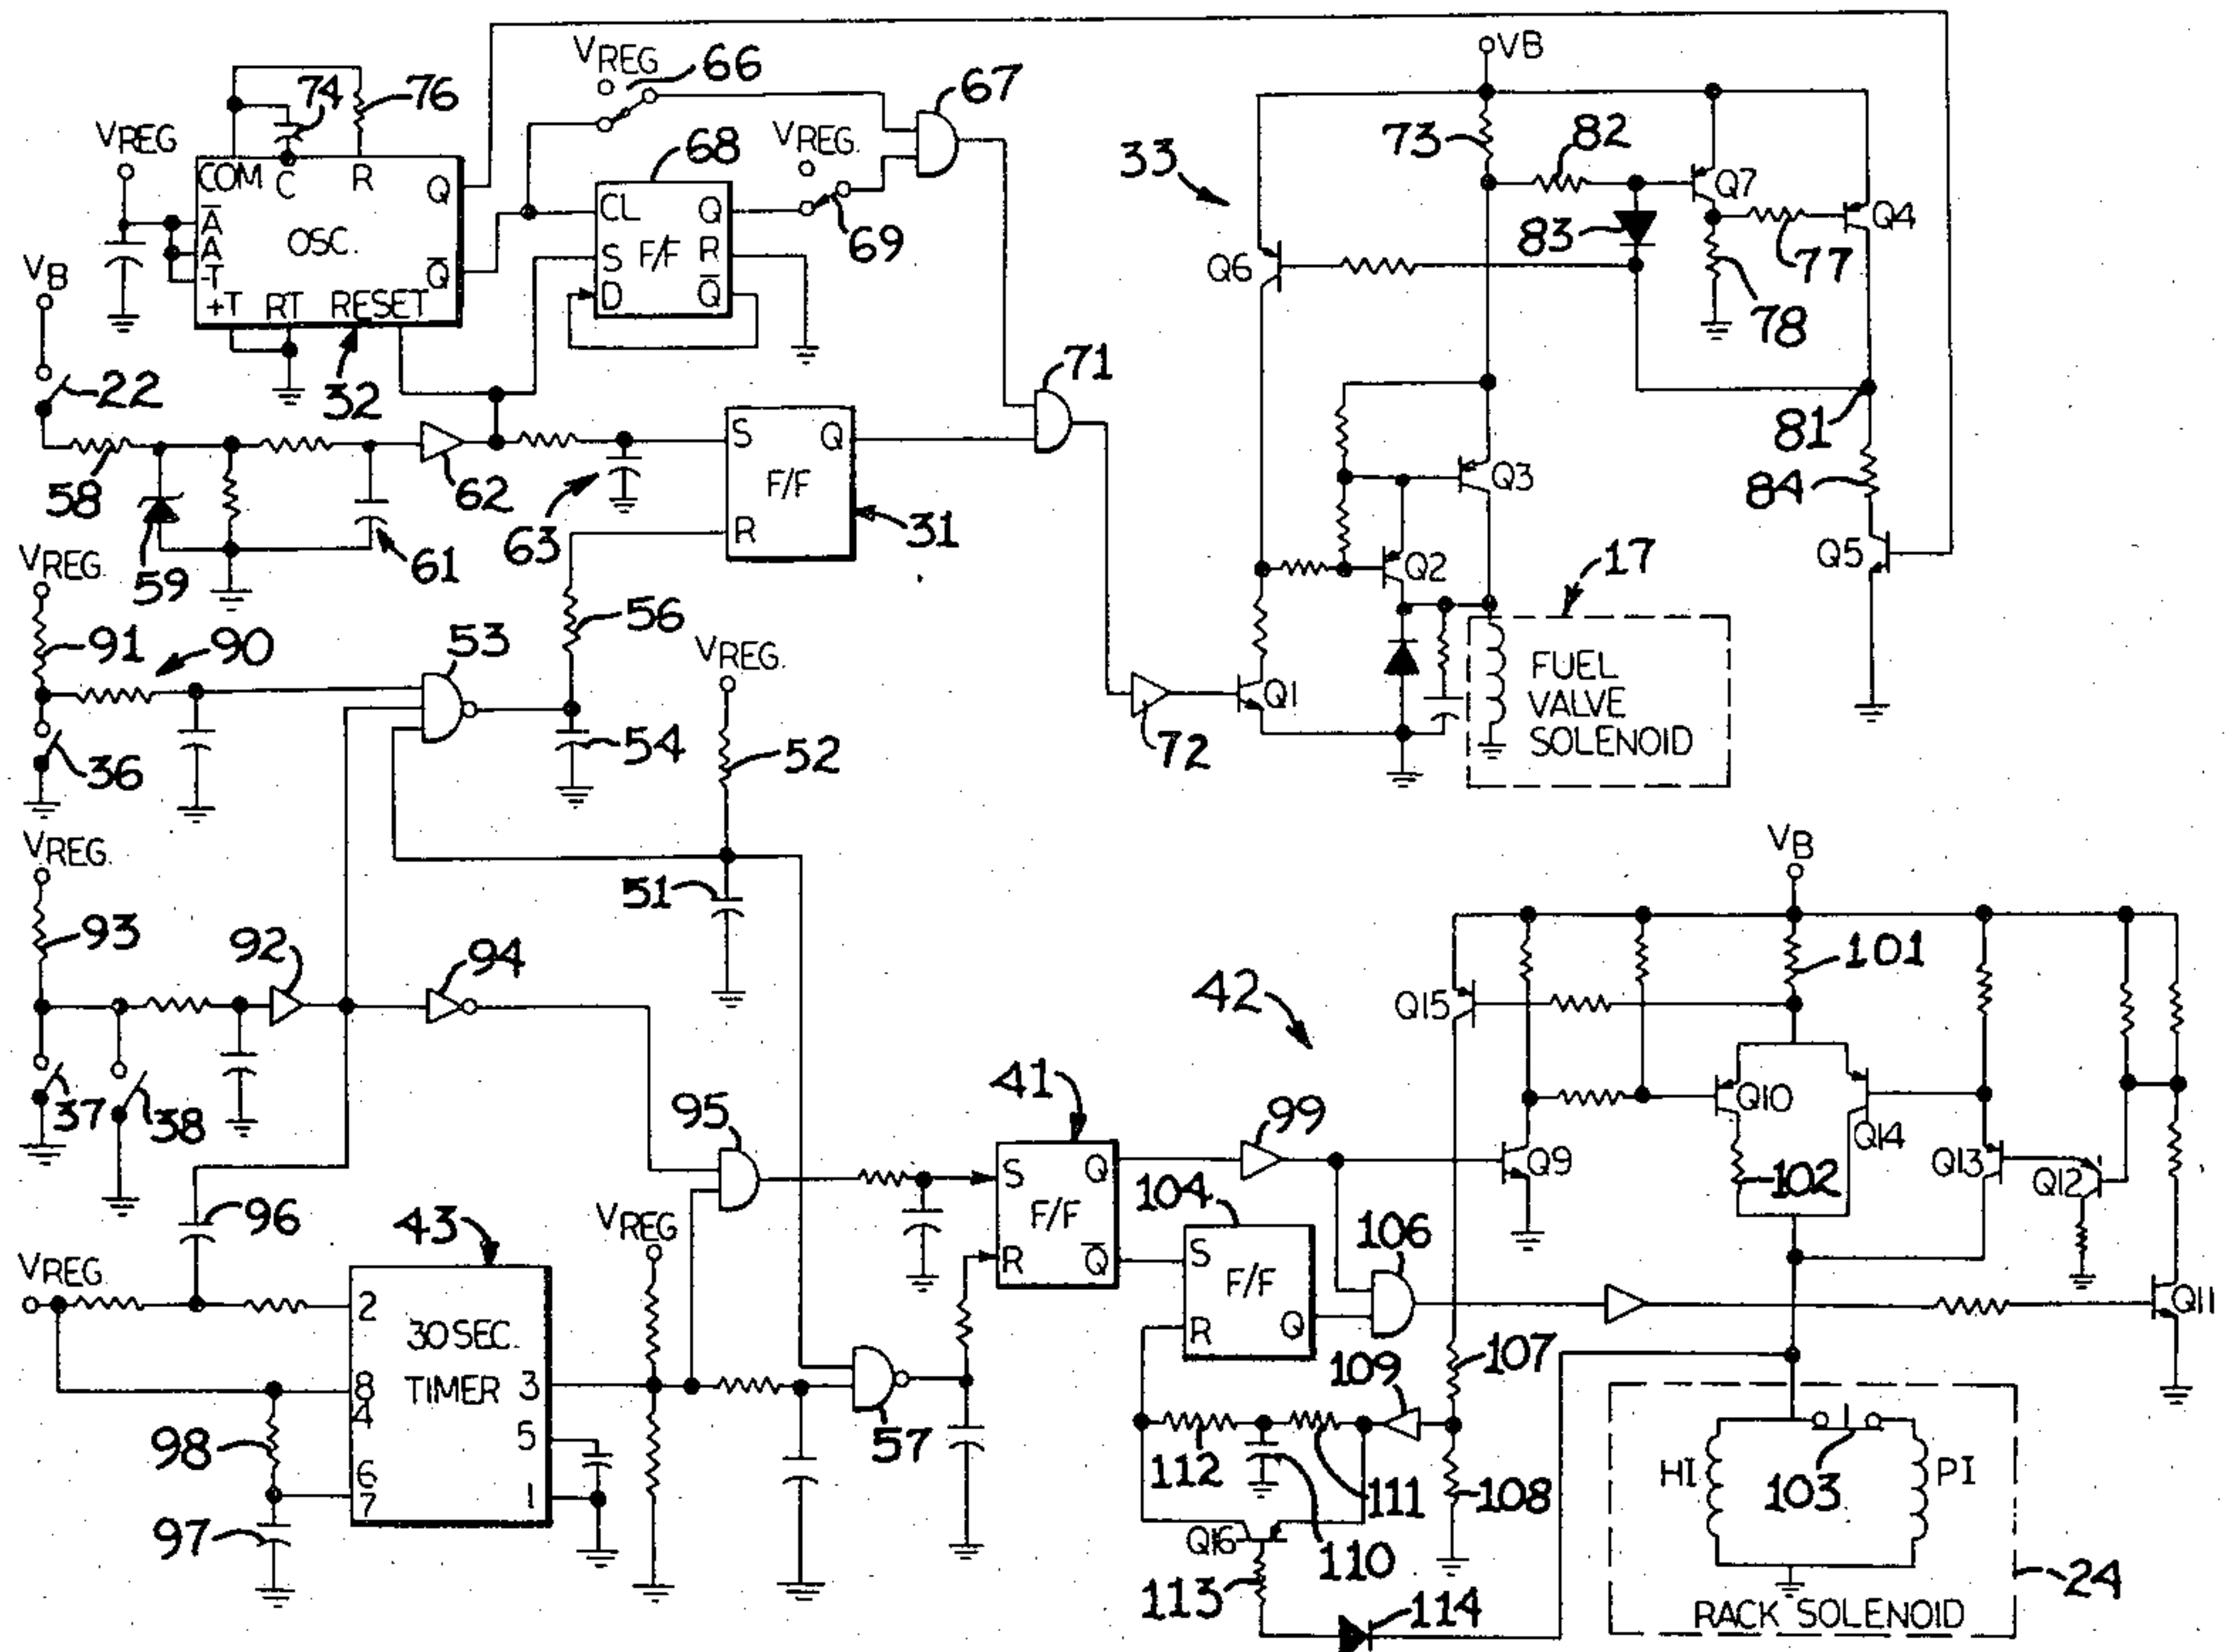 VREG
66
67
VB
74
76
VREG
VREG.
68
73
82
33
COM C R Q
CL Q
69
Q7
Q4
A
A
-T
OSC.
S F/F R
83
77
Q6
VB
+T RT RESET Q
D Q
78
22
32
71
81
S Q
F/F
R
Q3
84
58
62
63
31
59
61
Q2
17
Q5
VREG.
56
91
90
53
VREG.
FUEL
VALVE
SOLENOID
Q1
54
52
72
36
VREG.
VB
51
93
92
94
42
101
Q15
37
38
95
41
99
Q10
Q14
S Q
F/F
R Q
Q9
102
Q13
Q12
96
43
VREG
104
106
VREG.
S
F/F
R Q
Q11
2
30 SEC.
TIMER 3
8
4
5
6
7
1
109
107
98
57
112
111
108
HI
103
PI
97
Q16
110
113
114
24
RACK SOLENOID